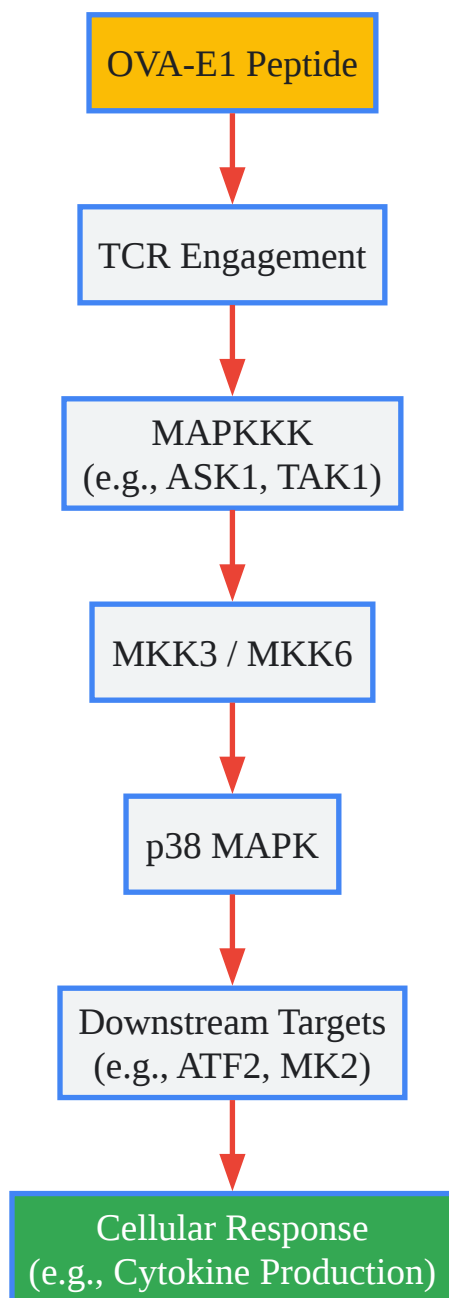 OVA-E1 Peptide
TCR Engagement
MAPKKK
(e.g., ASK1, TAK1)
MKK3 / MKK6
p38 MAPK
Downstream Targets
(e.g., ATF2, MK2)
Cellular Response
(e.g., Cytokine Production)